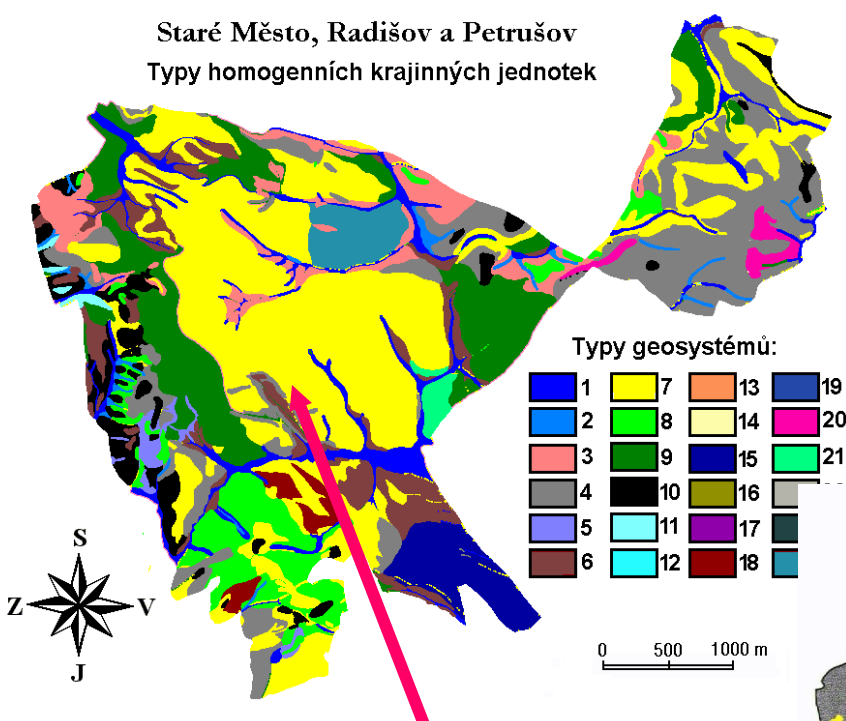 Staré Město, Radišov a Petrušov
Typy homogenních krajinných jednotek
Typy geosystémů:
1 7 13 19
2 8 14 20
3 9 15 21
4 10 16
5 11 17
6 12 18
S
Z V
J
0 500 1000 m